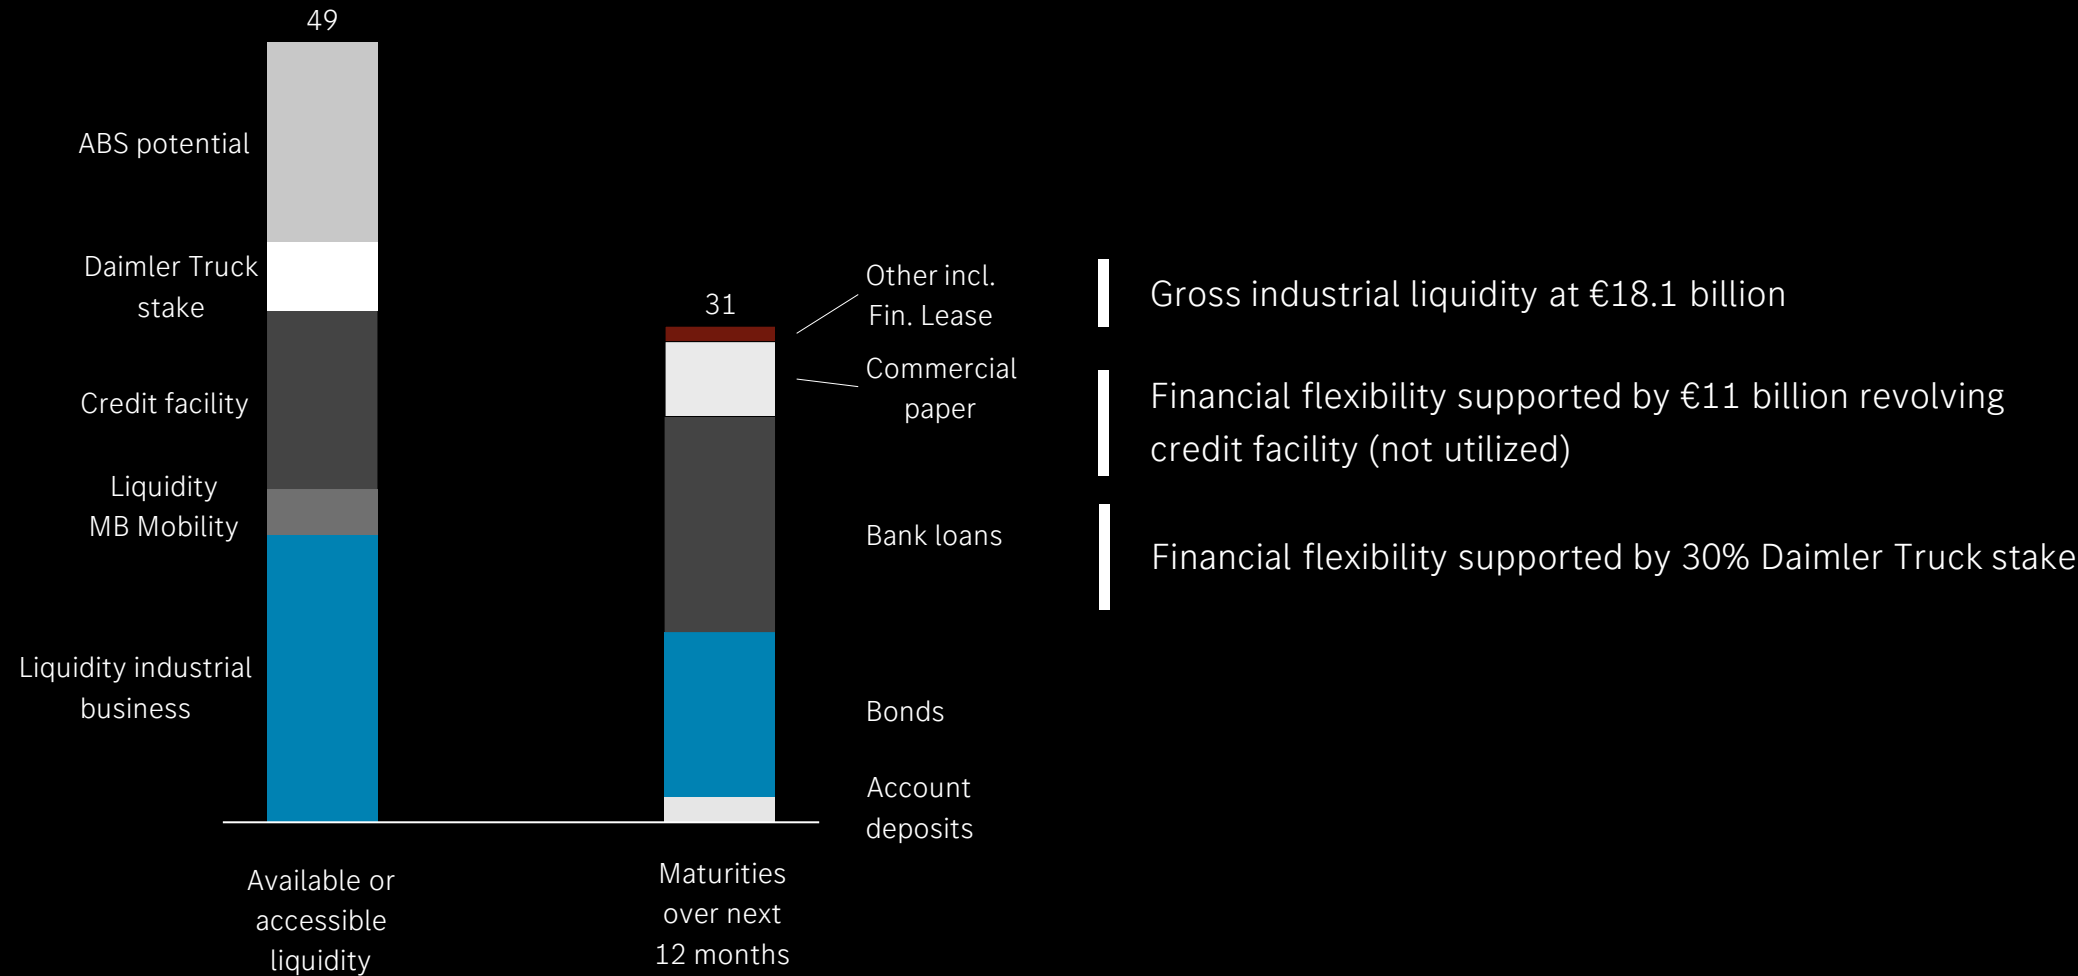 49
ABS potential
Daimler Truck
stake
Credit facility
Liquidity
MB Mobility
Liquidity industrial
business
Available or
accessible
liquidity
31
Other incl.
Fin. Lease
Commercial
paper
Bank loans
Bonds
Account
deposits
Maturities
over next
12 months
Gross industrial liquidity at €18.1 billion
Financial flexibility supported by €11 billion revolving
credit facility (not utilized)
Financial flexibility supported by 30% Daimler Truck stake